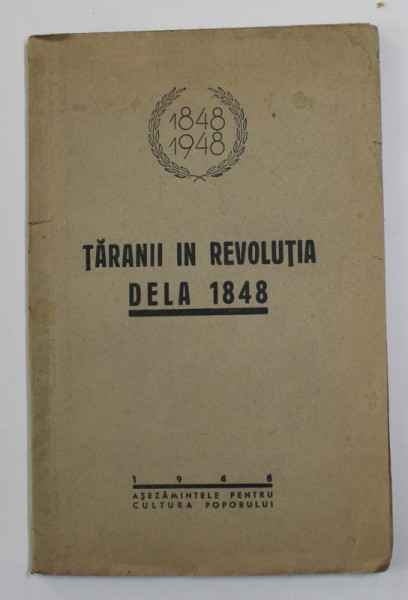 1848
1948
ȚĂRANII IN REVOLUȚIA
DELA 1848
1948
AȘEZĂMINTELE PENTRU
CULTURA POPORULUI